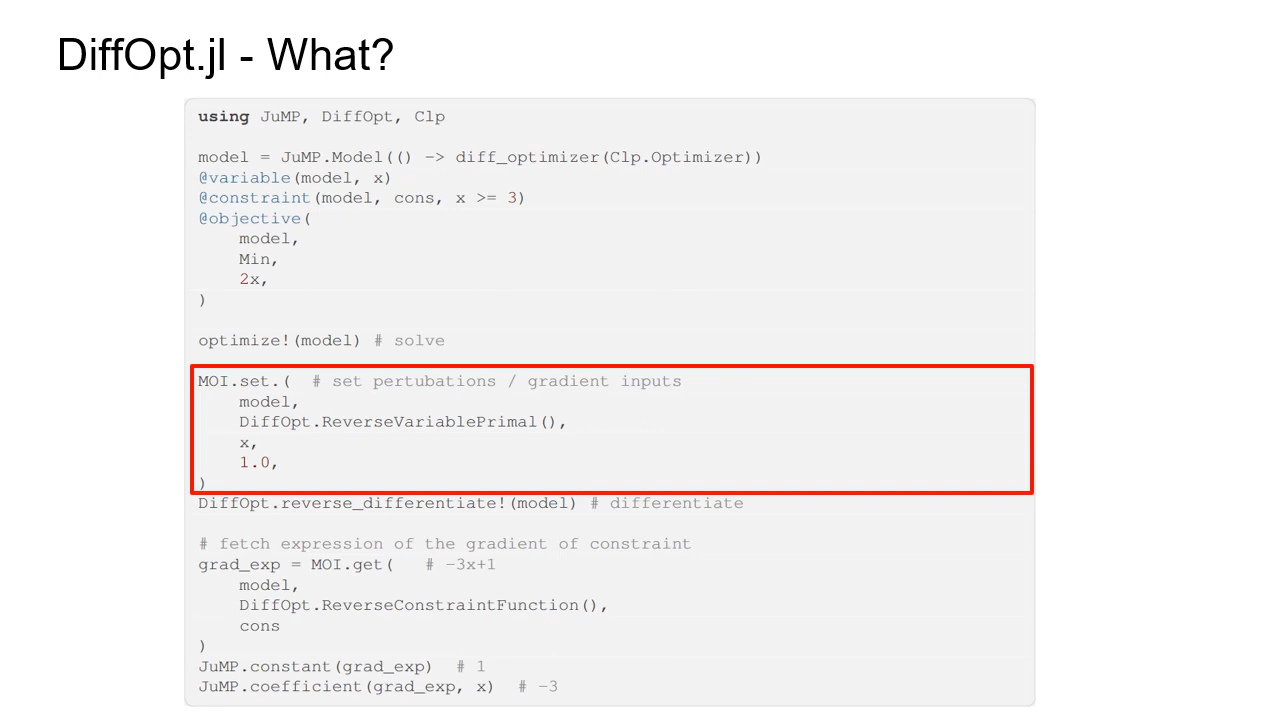 DiffOpt.jl - What?
using JuMP, DiffOpt, Clp
model = JuMP.Model(() -> diff_optimizer(Clp.Optimizer))
@variable(model, x)
@constraint(model, cons, x >= 3)
@objective(
model,
Min,
2x,
)
optimize!(model) # solve
MOI.set.( # set pertubations / gradient inputs
model,
DiffOpt.ReverseVariablePrimal(),
x,
1.0,
)
DiffOpt.reverse_differentiate!(model) # differentiate
# fetch expression of the gradient of constraint
grad_exp = MOI.get( # -3x+1
model,
DiffOpt.ReverseConstraintFunction(),
cons
)
JuMP.constant(grad_exp) # 1
JuMP.coefficient(grad_exp, x) # -3